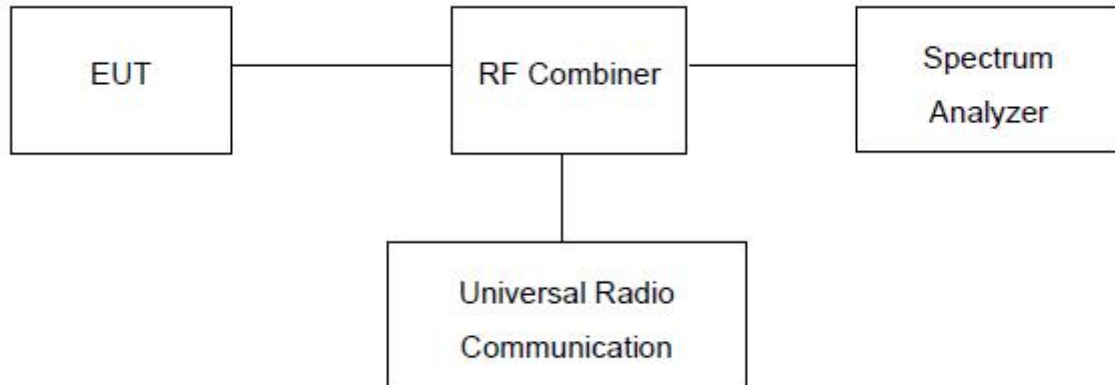 EUT
RF Combiner
Spectrum
Analyzer
Universal Radio
Communication